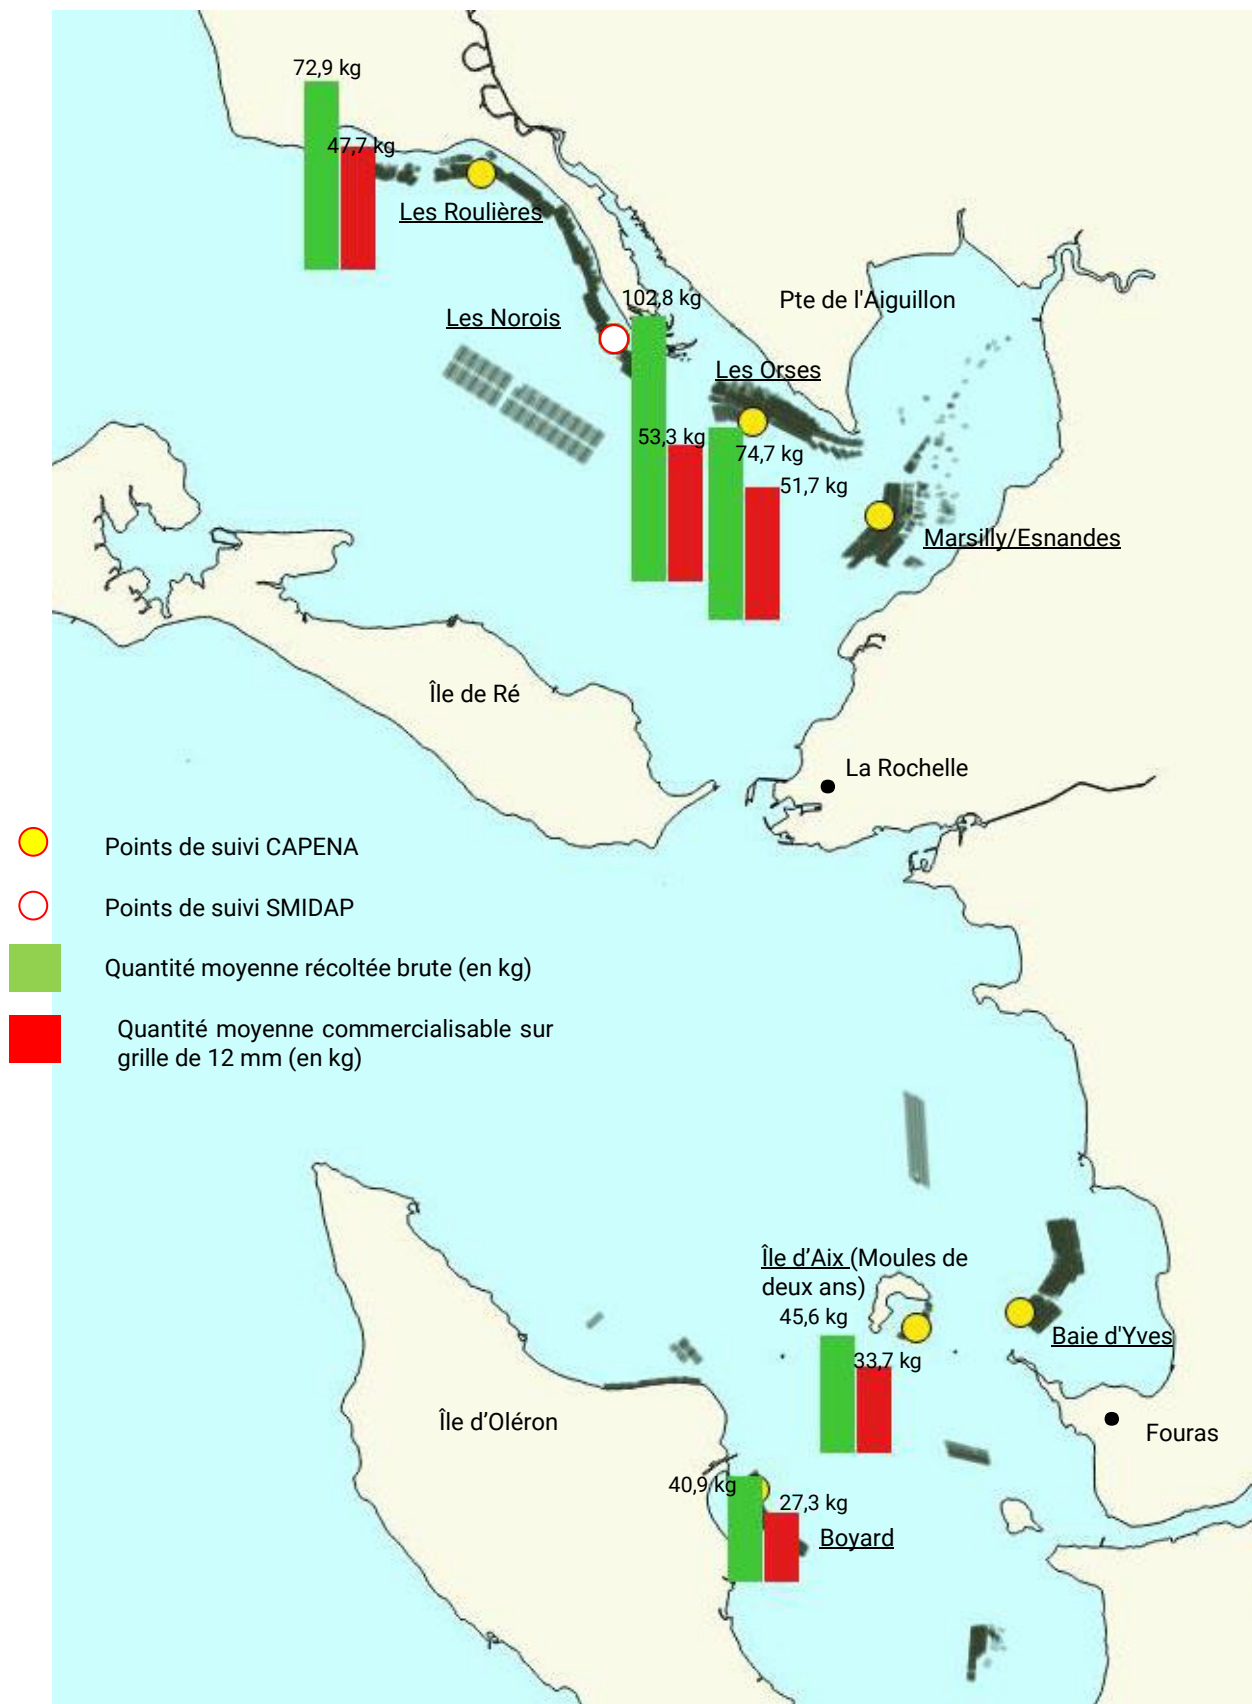 72,9 kg
47,7 kg
Les Roulières
102,8 kg
Pte de l'Aiguillon
Les Norois
Les Orses
53,3 kg
74,7 kg
51,7 kg
Marsilly/Esnandes
Île de Ré
La Rochelle
Points de suivi CAPENA
Points de suivi SMIDAP
Quantité moyenne récoltée brute (en kg)
Quantité moyenne commercialisable sur
grille de 12 mm (en kg)
Île d’Aix (Moules de
deux ans)
45,6 kg
Baie d'Yves
33,7 kg
Île d’Oléron
Fouras
40,9 kg
27,3 kg
Boyard